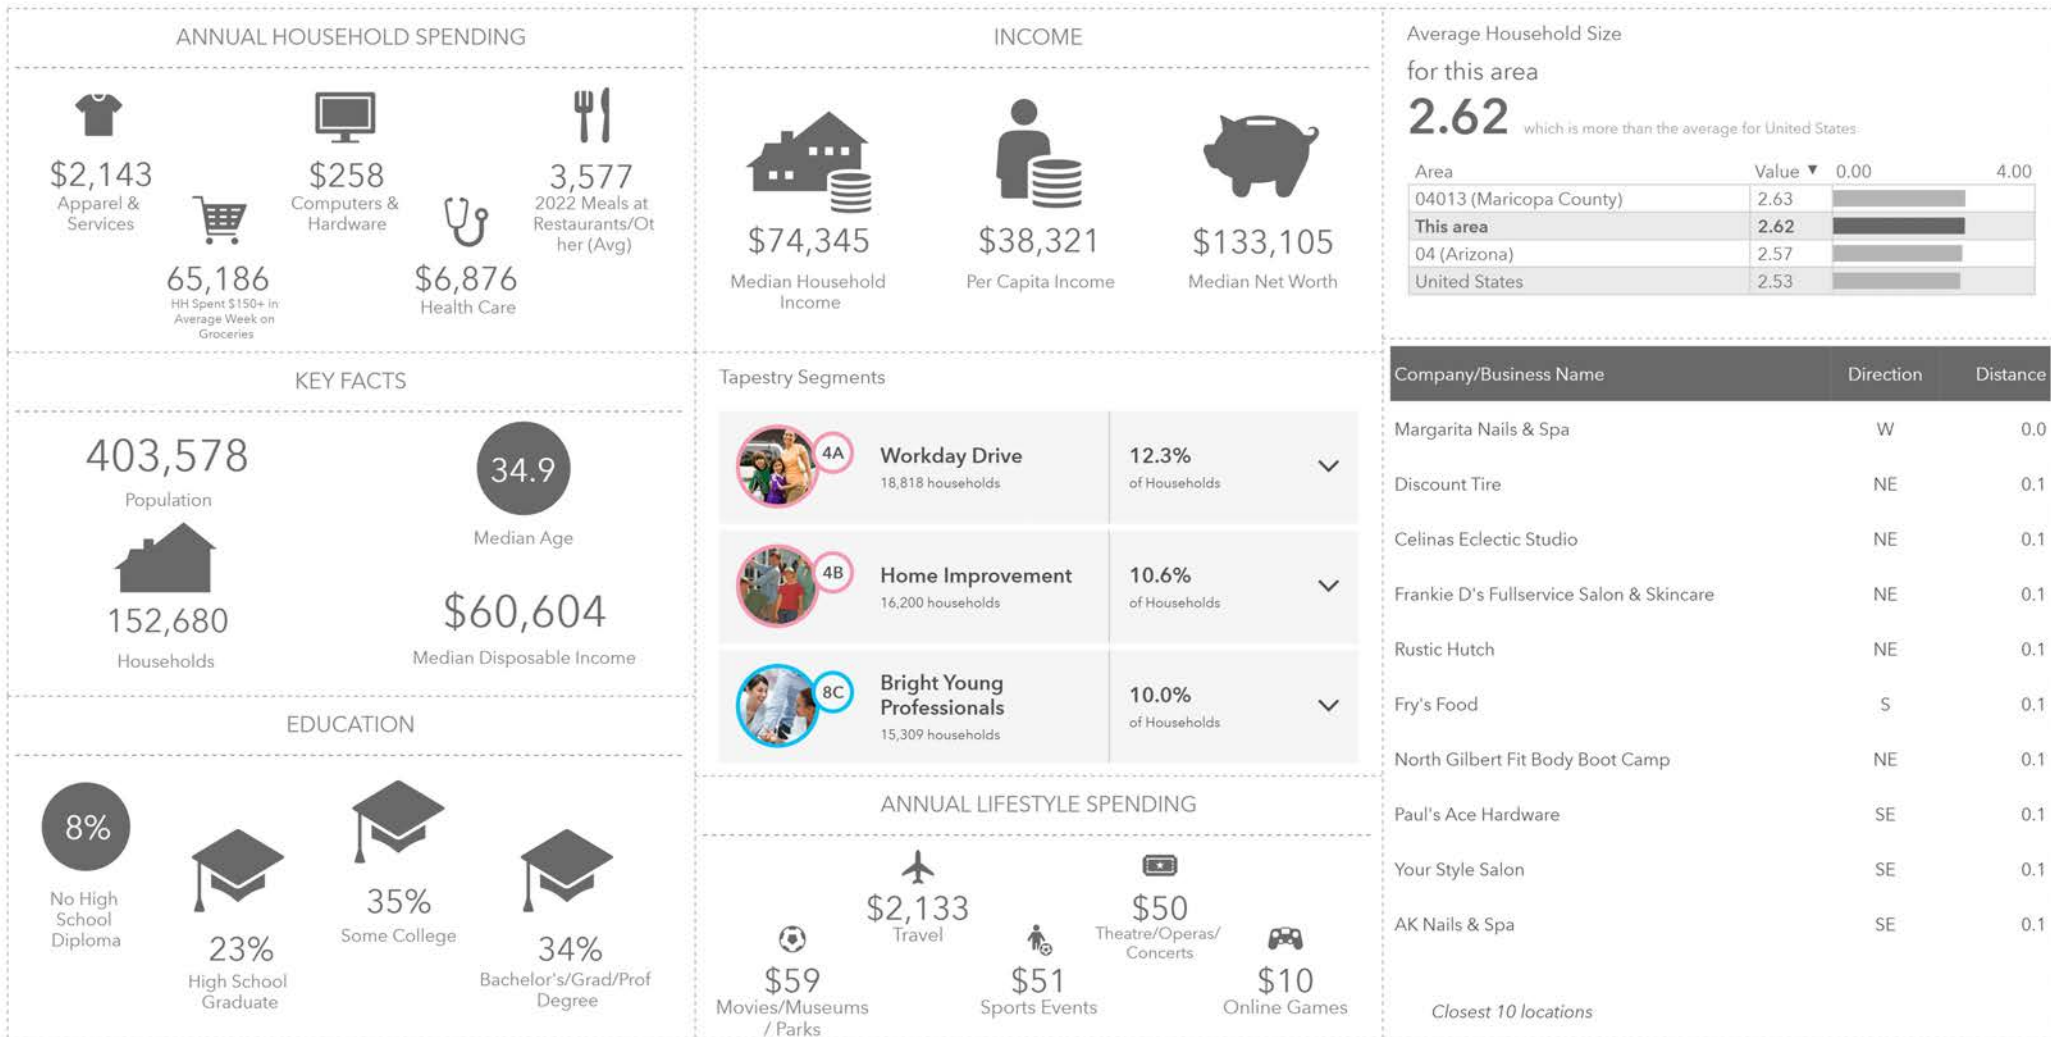 ANNUAL HOUSEHOLD SPENDING
$2,143
Apparel &
Services
65,186
HH Spent $150+ in
Average Week on
Groceries
$258
Computers &
Hardware
$6,876
Health Care
3,577
2022 Meals at
Restaurants/Ot
her (Avg)
INCOME
$74,345
Median Household
Income
$38,321
Per Capita Income
$133,105
Median Net Worth
Average Household Size
for this area
2.62 which is more than the average for United States
Area Value ▼ 0.00 4.00
04013 (Maricopa County) 2.63
This area 2.62
04 (Arizona) 2.57
United States 2.53
KEY FACTS
403,578
Population
152,680
Households
34.9
Median Age
$60,604
Median Disposable Income
Tapestry Segments
4A
Workday Drive
18,818 households
12.3%
of Households
4B
Home Improvement
16,200 households
10.6%
of Households
8C
Bright Young
Professionals
15,309 households
10.0%
of Households
Company/Business Name Direction Distance
Margarita Nails & Spa W 0.0
Discount Tire NE 0.1
Celinas Eclectic Studio NE 0.1
Frankie D's Fullservice Salon & Skincare NE 0.1
Rustic Hutch NE 0.1
Fry's Food S 0.1
North Gilbert Fit Body Boot Camp NE 0.1
Paul's Ace Hardware SE 0.1
Your Style Salon SE 0.1
AK Nails & Spa SE 0.1
Closest 10 locations
EDUCATION
8%
No High
School
Diploma
23%
High School
Graduate
35%
Some College
34%
Bachelor's/Grad/Prof
Degree
ANNUAL LIFESTYLE SPENDING
$59
Movies/Museums
/ Parks
$2,133
Travel
$51
Sports Events
$50
Theatre/Operas/
Concerts
$10
Online Games